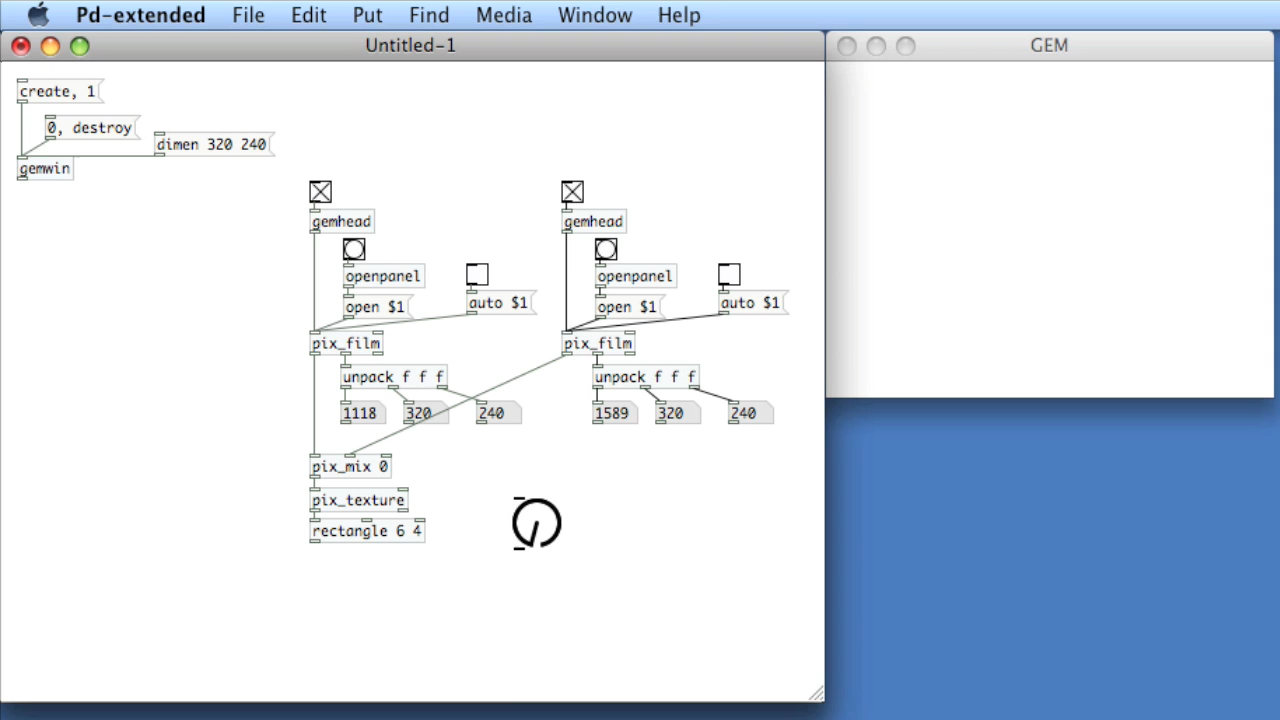 Pd-extended File Edit Put Find Media Window Help
Untitled-1
GEM
create, 1
0, destroy
dimen 320 240
gemwin
gemhead
gemhead
openpanel
openpanel
open $1
auto $1
open $1
auto $1
pix_film
pix_film
unpack f f f
unpack f f f
1118
320
240
1589
320
240
pix_mix 0
pix_texture
rectangle 6 4